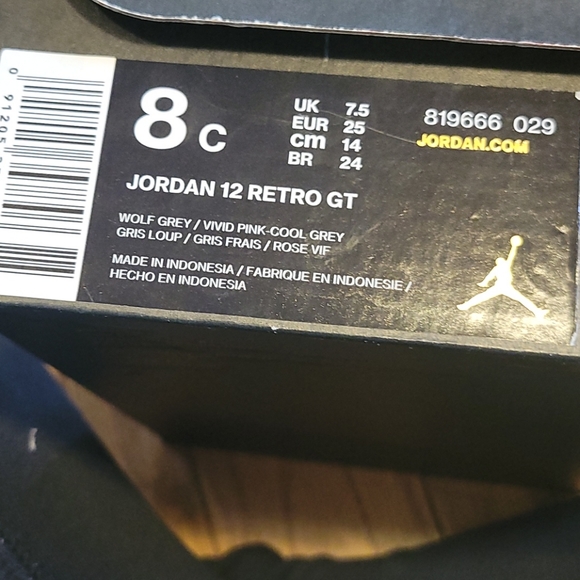 8 C
UK 7.5
EUR 25
cm 14
BR 24
819666 029
JORDAN.COM
JORDAN 12 RETRO GT
WOLF GREY / VIVID PINK-COOL GREY
GRIS LOUP / GRIS FRAIS / ROSE VIF
MADE IN INDONESIA / FABRIQUE EN INDONESIE /
HECHO EN INDONESIA